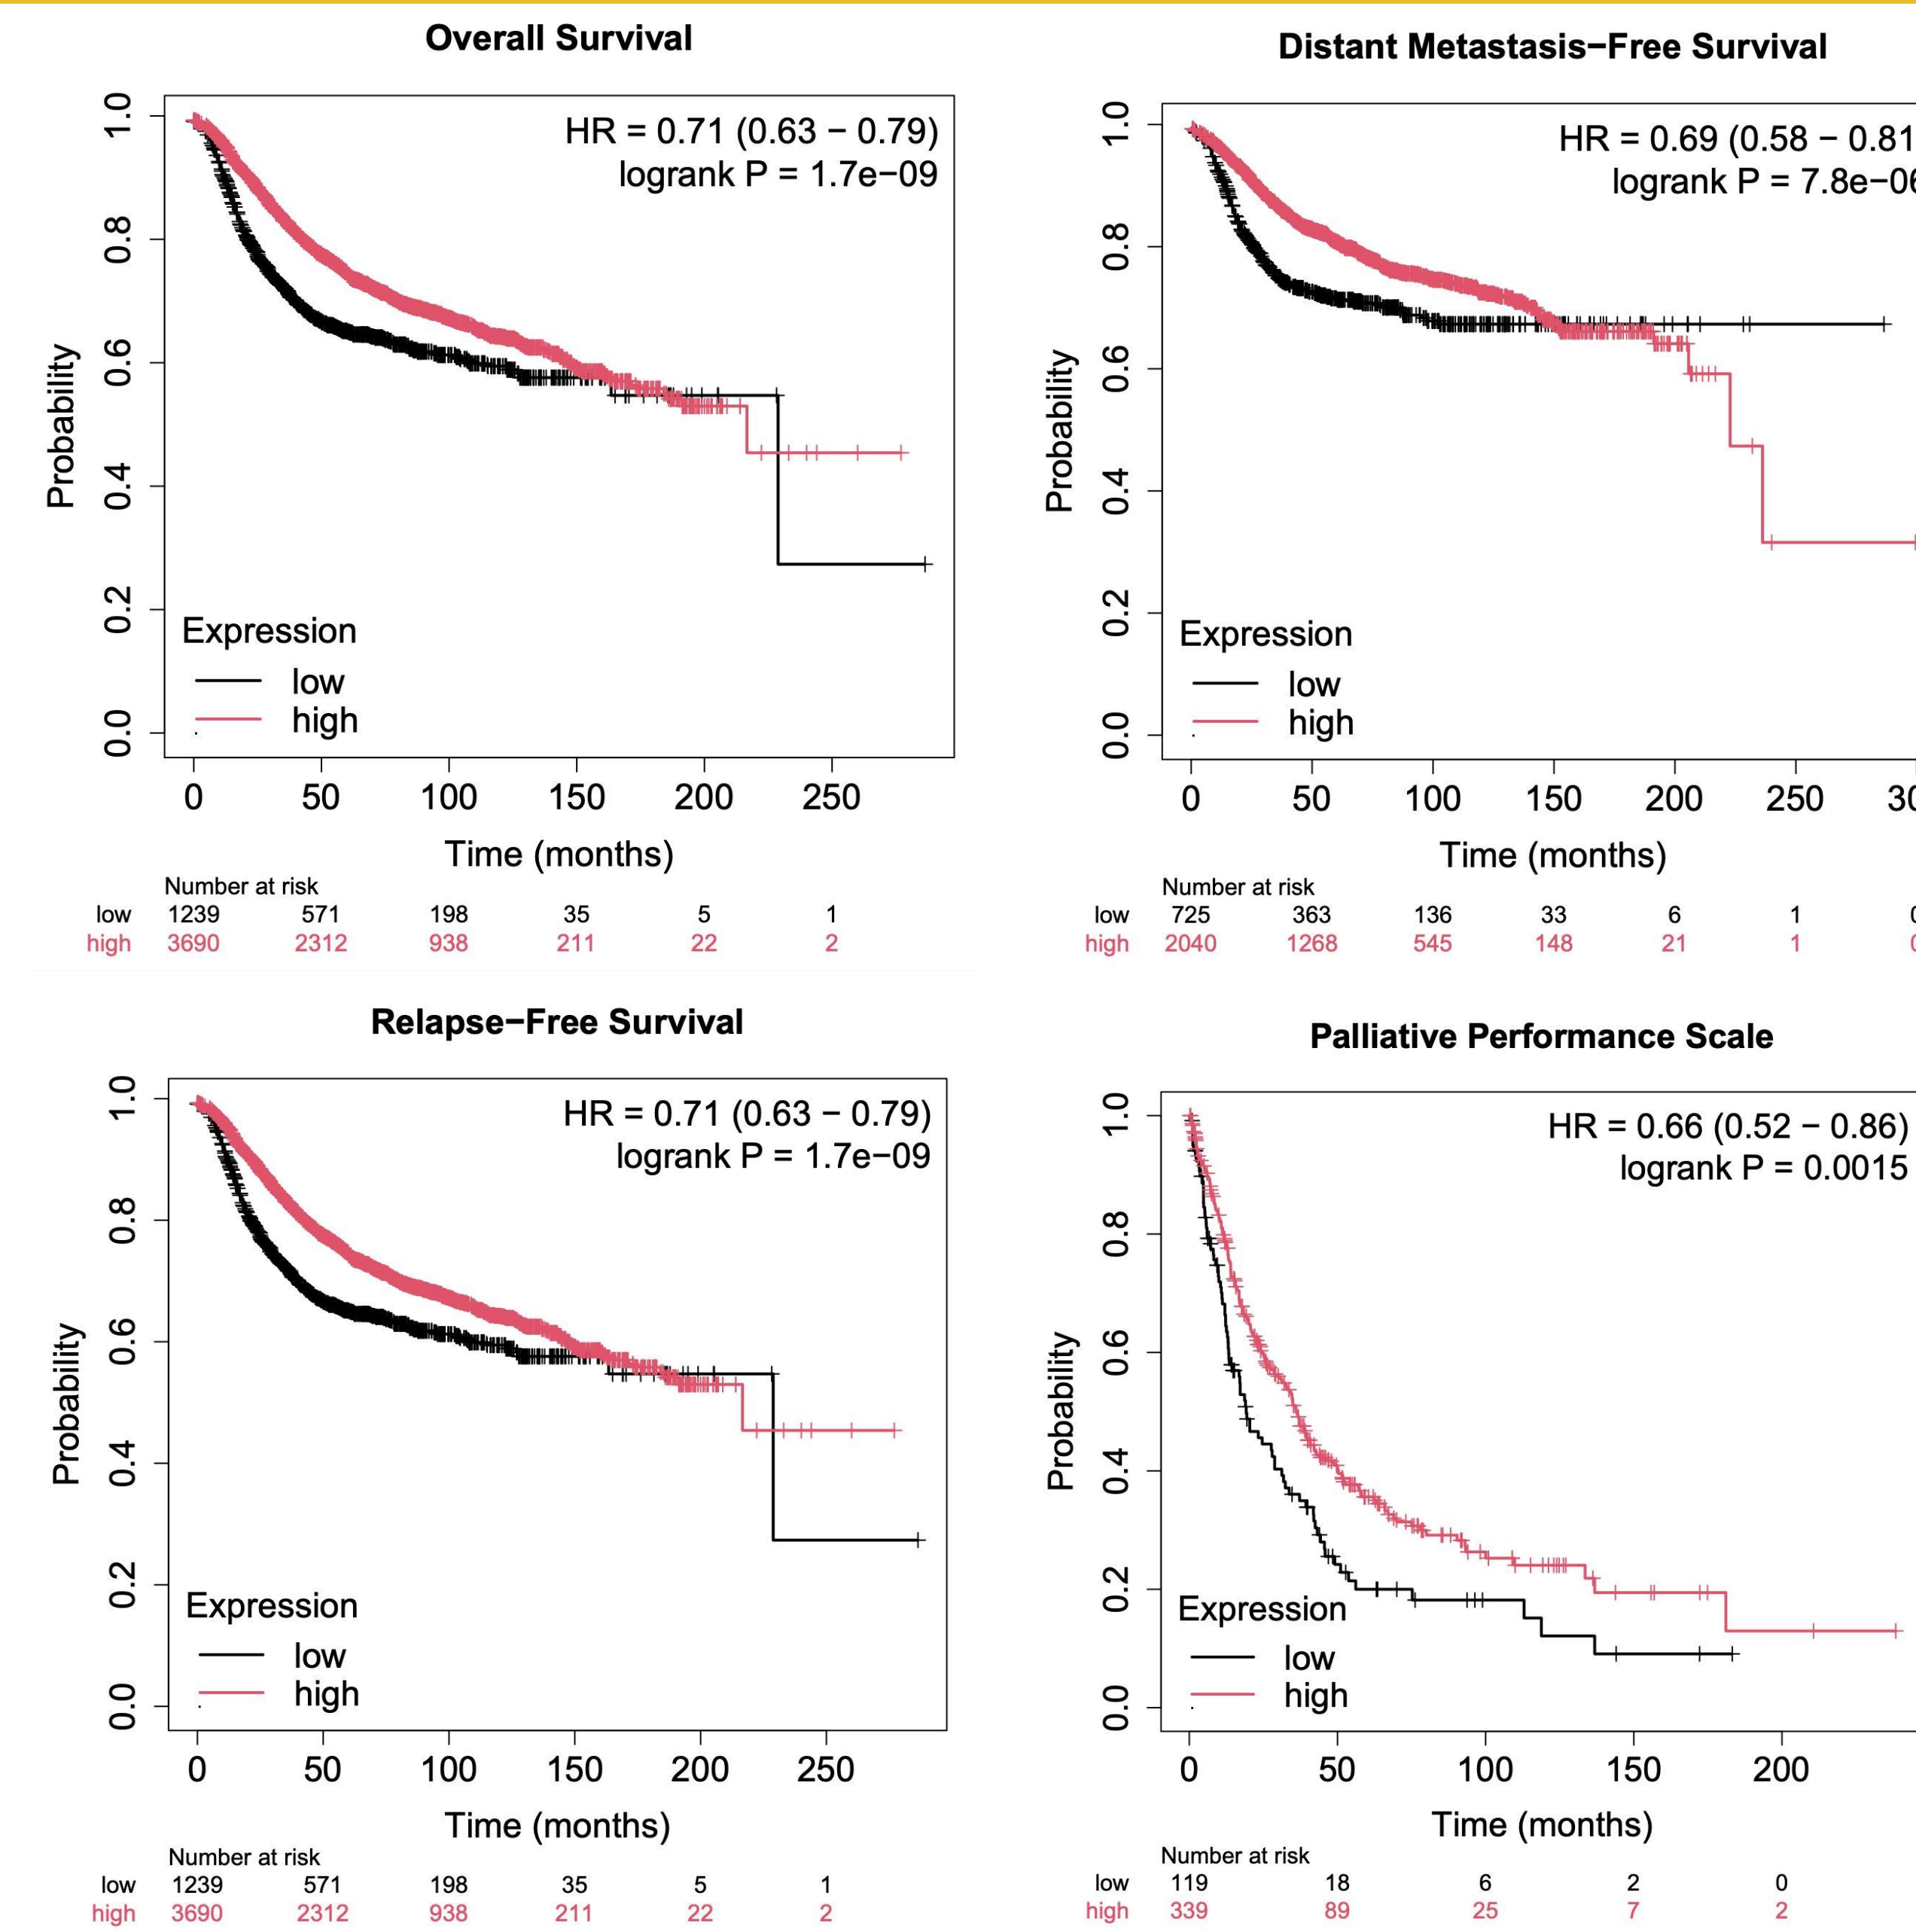 Overall Survival
HR = 0.71 (0.63 − 0.79)
logrank P = 1.7e−09
Probability
1.0
0.8
0.6
0.4
0.2
0.0
Expression
low
high
0 50 100 150 200 250
Time (months)
Number at risk
low 1239 571 198 35 5 1
high 3690 2312 938 211 22 2
Distant Metastasis−Free Survival
HR = 0.69 (0.58 − 0.81
logrank P = 7.8e−06
Probability
1.0
0.8
0.6
0.4
0.2
0.0
Expression
low
high
0 50 100 150 200 250 30
Time (months)
Number at risk
low 725 363 136 33 6 1 0
high 2040 1268 545 148 21 1 0
Relapse−Free Survival
HR = 0.71 (0.63 − 0.79)
logrank P = 1.7e−09
Probability
1.0
0.8
0.6
0.4
0.2
0.0
Expression
low
high
0 50 100 150 200 250
Time (months)
Number at risk
low 1239 571 198 35 5 1
high 3690 2312 938 211 22 2
Palliative Performance Scale
HR = 0.66 (0.52 − 0.86)
logrank P = 0.0015
Probability
1.0
0.8
0.6
0.4
0.2
0.0
Expression
low
high
0 50 100 150 200
Time (months)
Number at risk
low 119 18 6 2 0
high 339 89 25 7 2